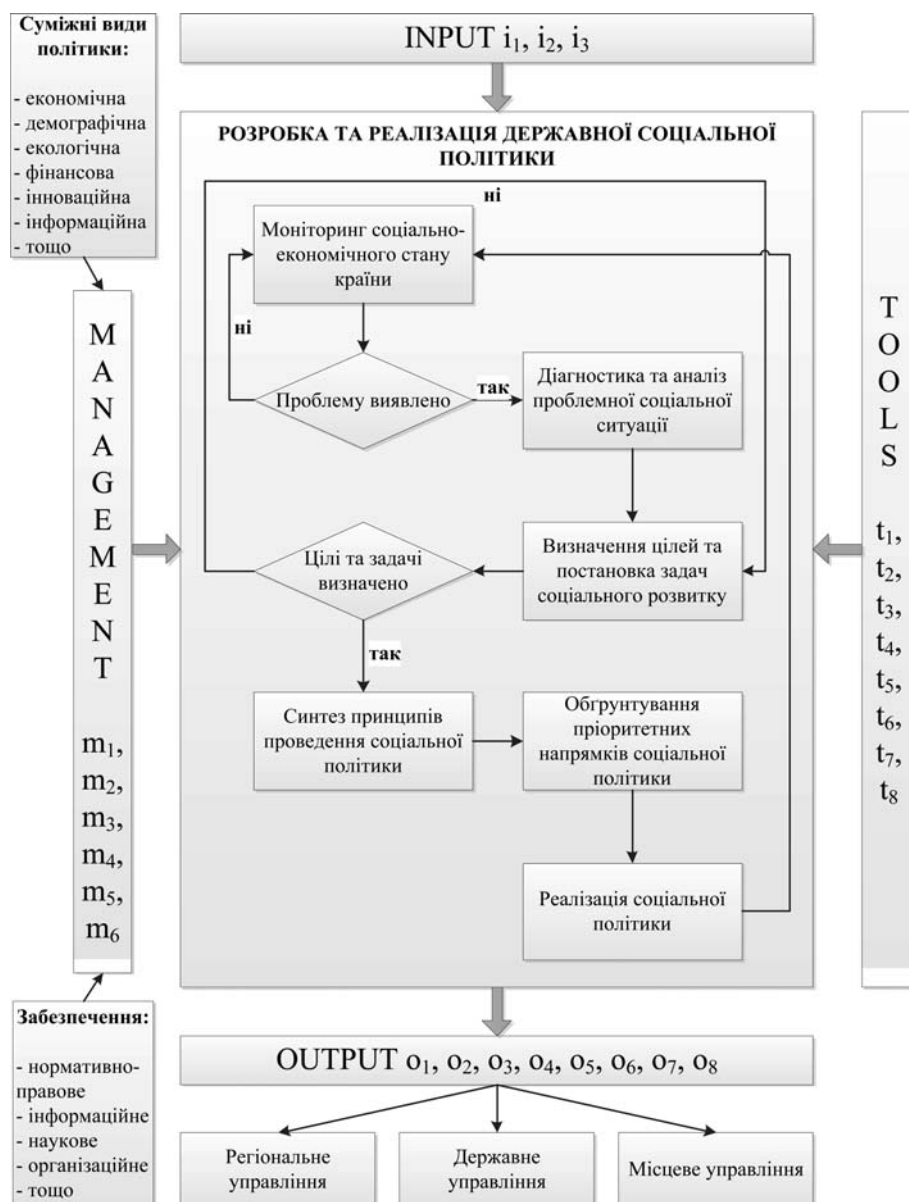 Суміжні види
політики:
- економічна
- демографічна
- екологічна
- фінансова
- інноваційна
- інформаційна
- тощо
INPUT i₁, i₂, i₃
РОЗРОБКА ТА РЕАЛІЗАЦІЯ ДЕРЖАВНОЇ СОЦІАЛЬНОЇ
ПОЛІТИКИ
ні
Моніторинг соціально-
економічного стану
країни
ні
Проблему виявлено
так
Діагностика та аналіз
проблемної соціальної
ситуації
Визначення цілей та
постановка задач
соціального розвитку
Цілі та задачі
визначено
так
Синтез принципів
проведення соціальної
політики
Обґрунтування
пріоритетних
напрямків соціальної
політики
Реалізація соціальної
політики
M
A
N
A
G
E
M
E
N
T
m₁,
m₂,
m₃,
m₄,
m₅,
m₆
T
O
O
L
S
t₁,
t₂,
t₃,
t₄,
t₅,
t₆,
t₇,
t₈
Забезпечення:
- нормативно-
правове
- інформаційне
- наукове
- організаційне
- тощо
OUTPUT o₁, o₂, o₃, o₄, o₅, o₆, o₇, o₈
Регіональне
управління
Державне
управління
Місцеве управління